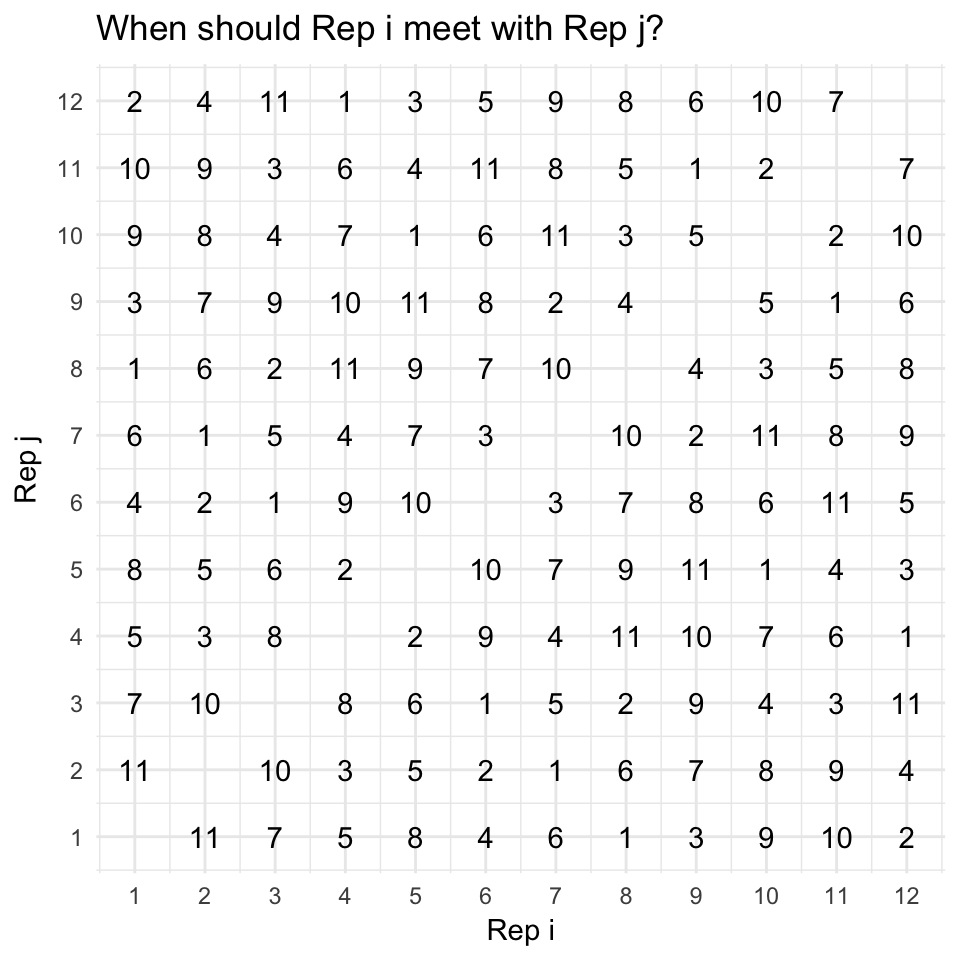 When should Rep i meet with Rep j?
12 2 4 11 1 3 5 9 8 6 10 7
11 10 9 3 6 4 11 8 5 1 2 7
10 9 8 4 7 1 6 11 3 5 2 10
9 3 7 9 10 11 8 2 4 5 1 6
8 1 6 2 11 9 7 10 4 3 5 8
7 6 1 5 4 7 3 10 2 11 8 9
6 4 2 1 9 10 3 7 8 6 11 5
5 8 5 6 2 10 7 9 11 1 4 3
4 5 3 8 2 9 4 11 10 7 6 1
3 7 10 8 6 1 5 2 9 4 3 11
2 11 10 3 5 2 1 6 7 8 9 4
1 11 7 5 8 4 6 1 3 9 10 2
1 2 3 4 5 6 7 8 9 10 11 12
Rep i
Rep j